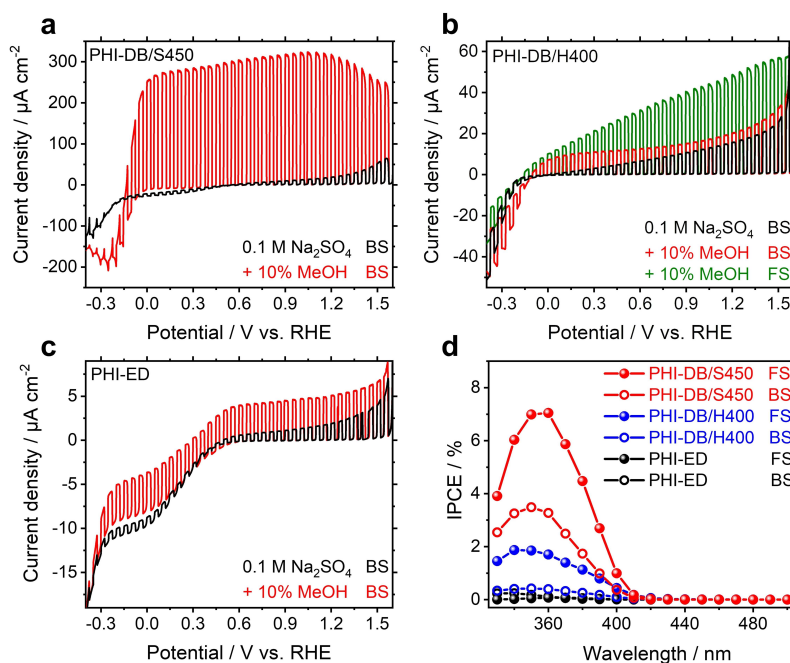 a
PHI-DB/S450
Current density / µA cm⁻²
300
200
100
0
-100
-200
0.1 M Na₂SO₄ BS
+ 10% MeOH BS
-0.3 0.0 0.3 0.6 0.9 1.2 1.5
Potential / V vs. RHE
b
PHI-DB/H400
Current density / µA cm⁻²
60
40
20
0
-20
-40
0.1 M Na₂SO₄ BS
+ 10% MeOH BS
+ 10% MeOH FS
-0.3 0.0 0.3 0.6 0.9 1.2 1.5
Potential / V vs. RHE
c
PHI-ED
Current density / µA cm⁻²
5
0
-5
-10
-15
0.1 M Na₂SO₄ BS
+ 10% MeOH BS
-0.3 0.0 0.3 0.6 0.9 1.2 1.5
Potential / V vs. RHE
d
IPCE / %
8
6
4
2
0
PHI-DB/S450 FS
PHI-DB/S450 BS
PHI-DB/H400 FS
PHI-DB/H400 BS
PHI-ED FS
PHI-ED BS
360 400 440 480
Wavelength / nm